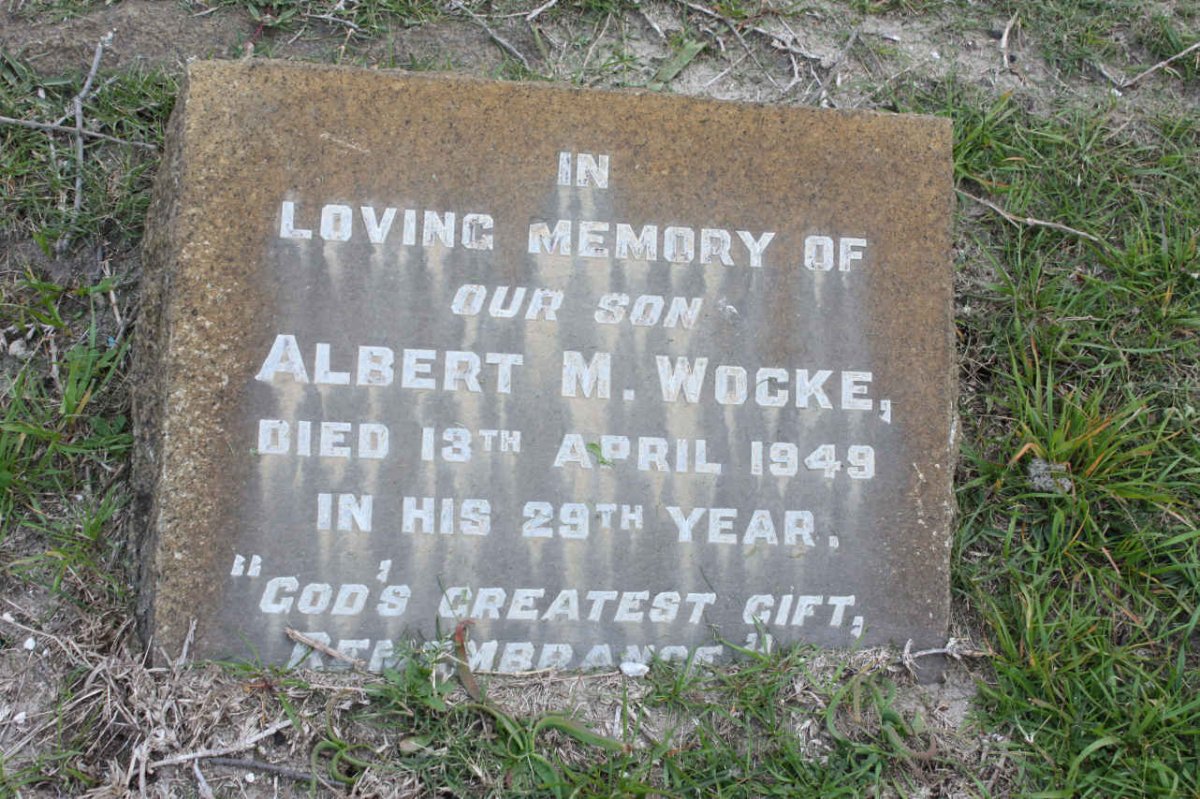 IN
LOVING MEMORY OF
OUR SON
ALBERT M. WOCKE,
DIED 13TH APRIL 1949
IN HIS 29TH YEAR.
"GOD'S GREATEST GIFT,
REMEMBRANCE"